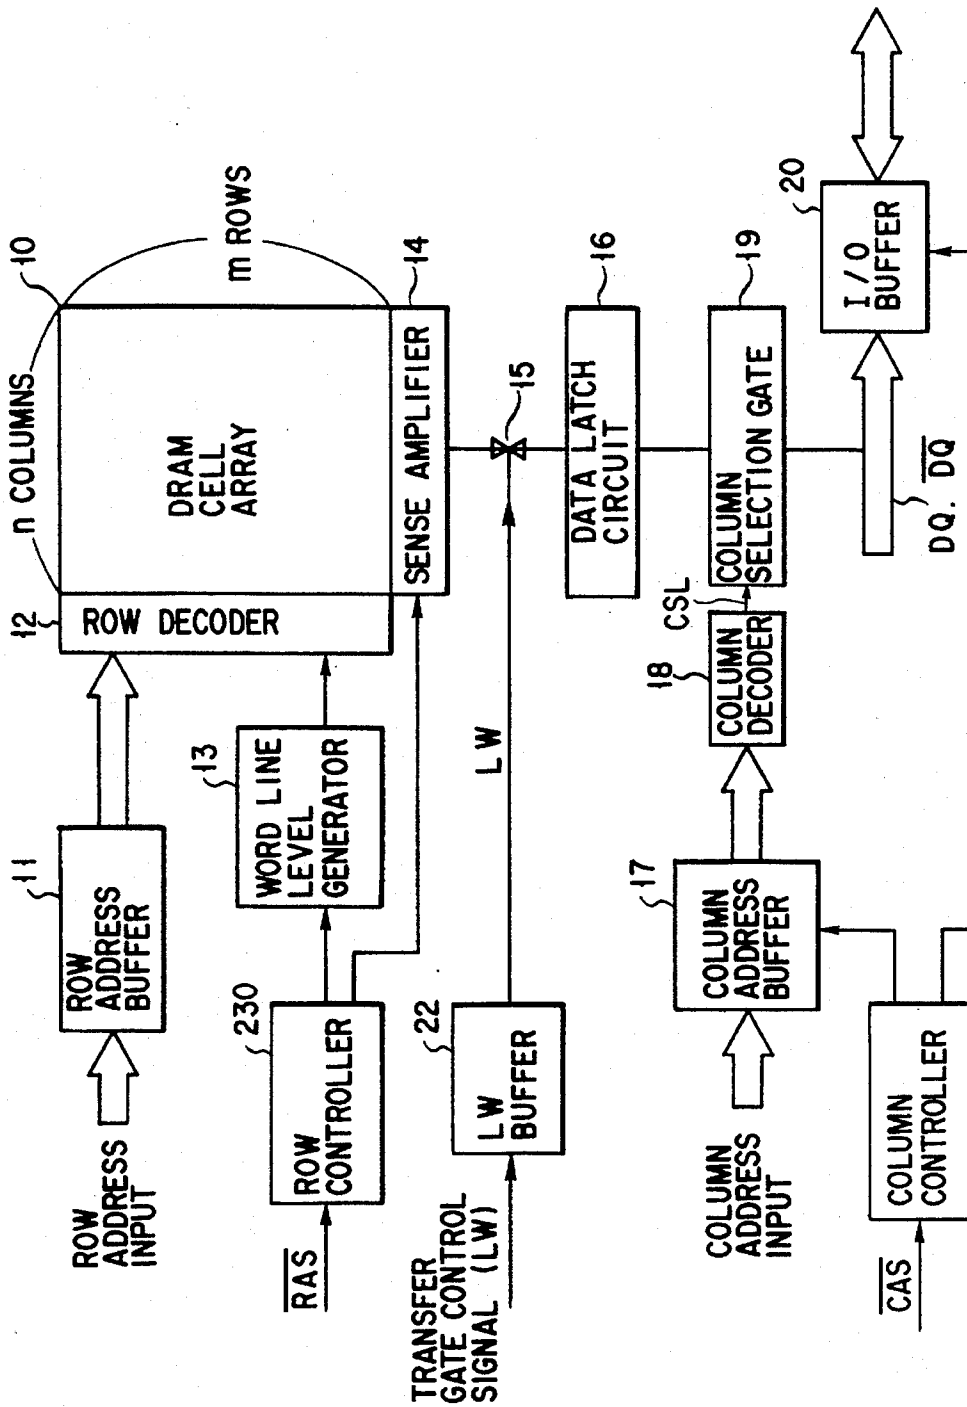 n COLUMNS
10
m ROWS
12
ROW DECODER
DRAM
CELL
ARRAY
11
ROW
ADDRESS
BUFFER
ROW
ADDRESS
INPUT
13
WORD LINE
LEVEL
GENERATOR
14
SENSE AMPLIFIER
230
ROW
CONTROLLER
RAS
15
LW
22
LW
BUFFER
TRANSFER
GATE CONTROL
SIGNAL (LW)
16
DATA LATCH
CIRCUIT
19
COLUMN
SELECTION GATE
CSL
18
COLUMN
DECODER
17
COLUMN
ADDRESS
BUFFER
COLUMN
ADDRESS
INPUT
20
I/O
BUFFER
DQ. DQ
COLUMN
CONTROLLER
CAS